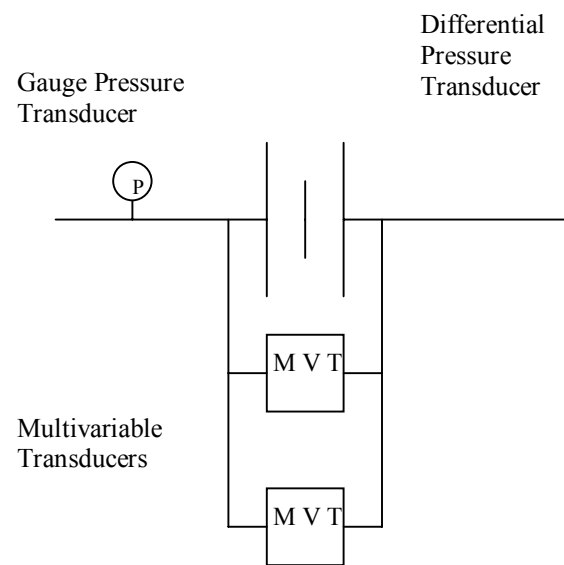 Differential
Pressure
Transducer
Gauge Pressure
Transducer
P
M V T
Multivariable
Transducers
M V T